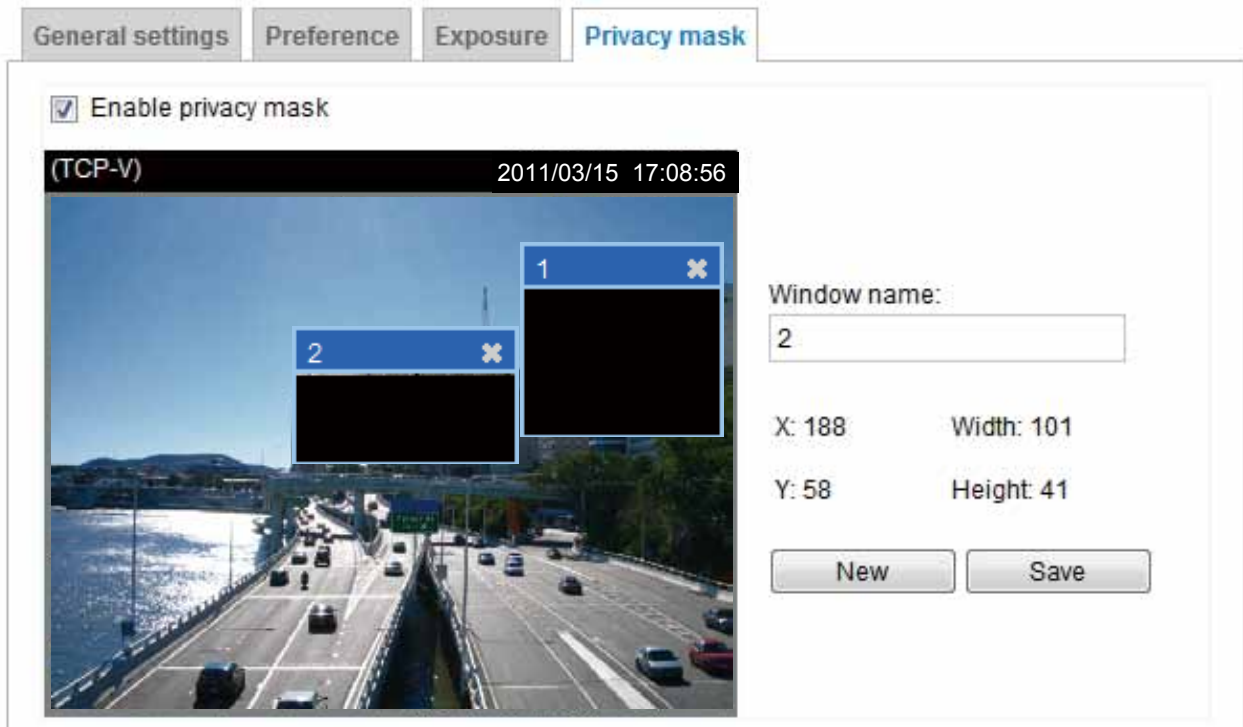 General settings Preference Exposure Privacy mask
Enable privacy mask
(TCP-V) 2011/03/15 17:08:56
1
2
Window name:
2
X: 188 Width: 101
Y: 58 Height: 41
New Save